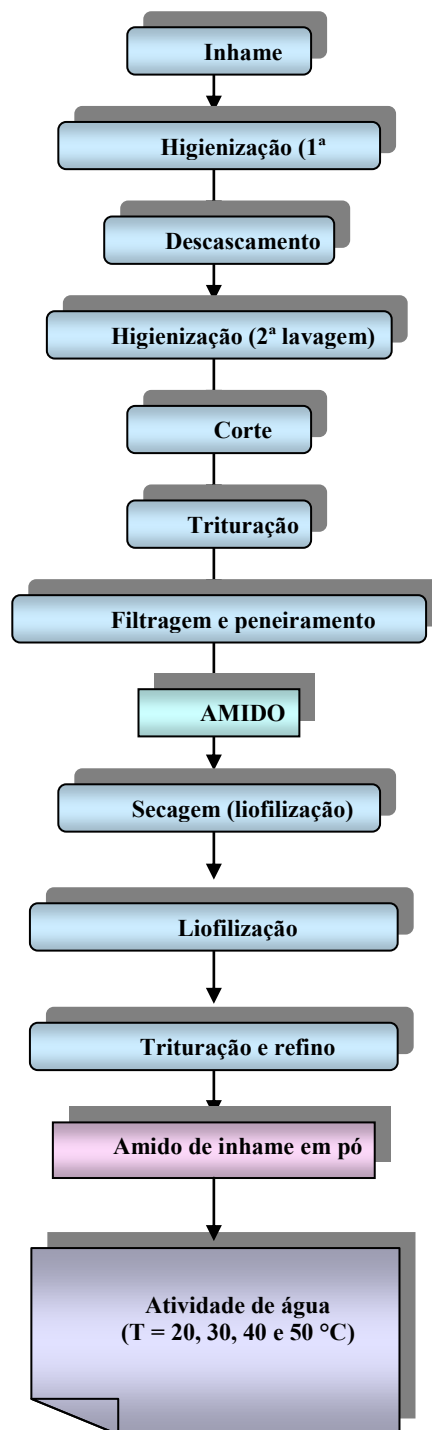 Inhame
Higienização (1ª
Descascamento
Higienização (2ª lavagem)
Corte
Trituração
Filtragem e peneiramento
AMIDO
Secagem (liofilização)
Liofilização
Trituração e refino
Amido de inhame em pó
Atividade de água
(T = 20, 30, 40 e 50 °C)